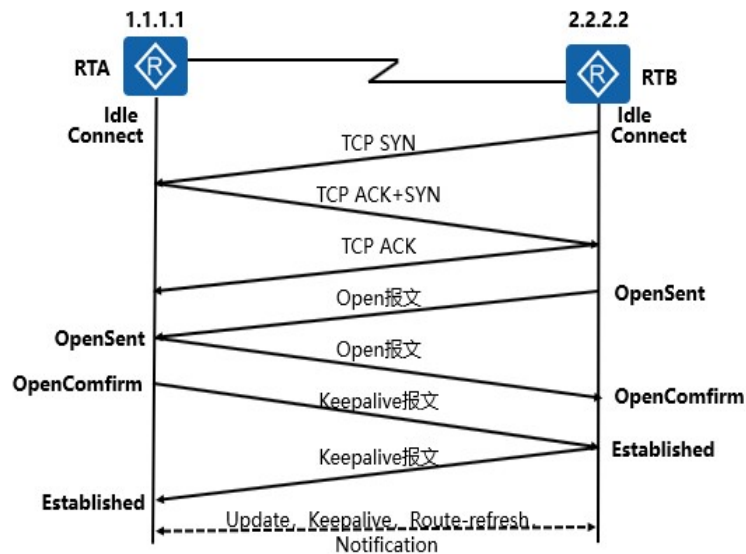 1.1.1.1
2.2.2.2
RTA
R
R
RTB
Idle
Connect
Idle
Connect
TCP SYN
TCP ACK+SYN
TCP ACK
Open报文
OpenSent
OpenSent
Open报文
OpenComfirm
OpenComfirm
Keepalive报文
Established
Keepalive报文
Established
Update，Keepalive，Route-refresh
Notification